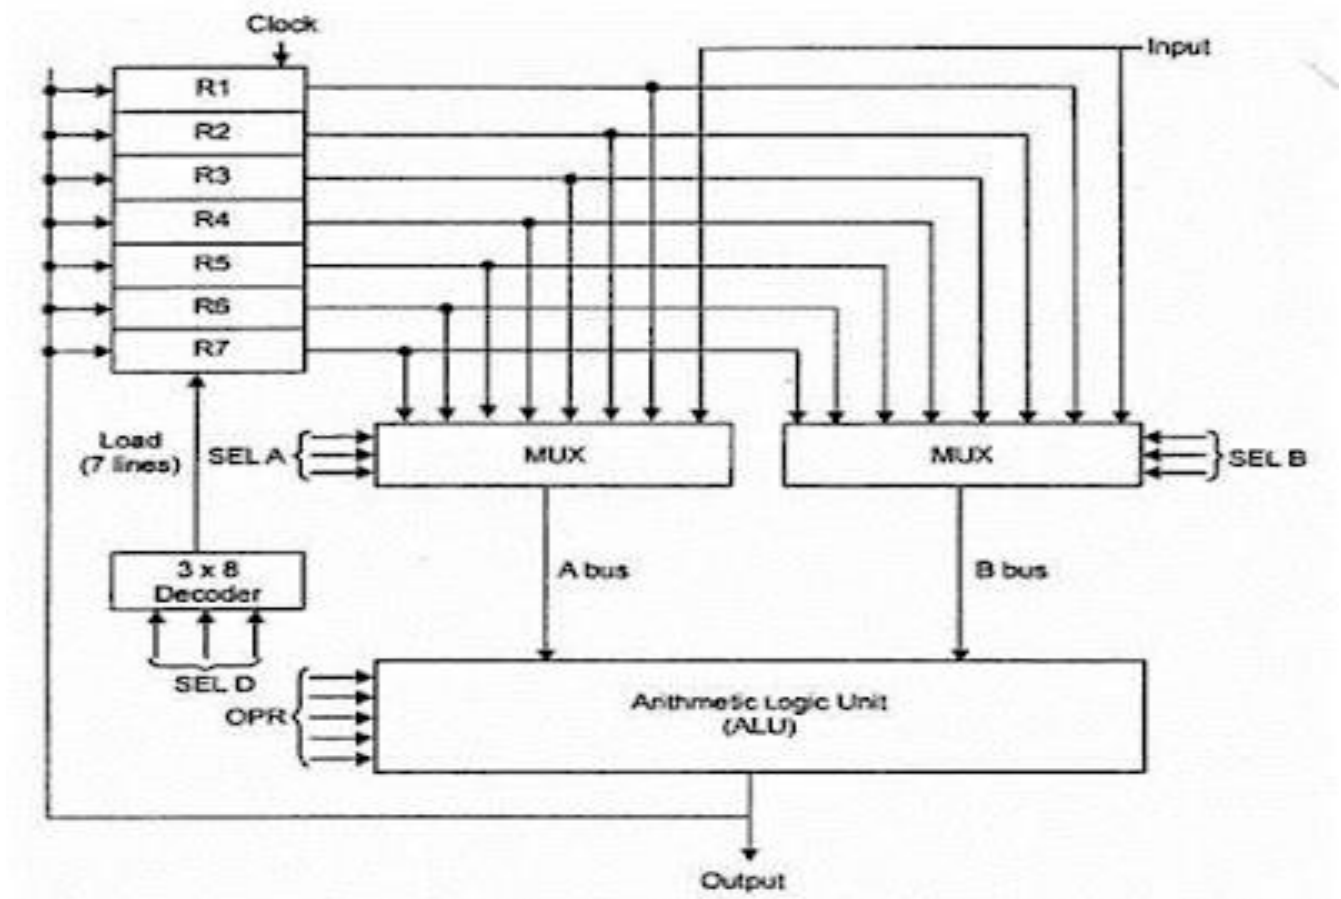 Clock
Input
R1
R2
R3
R4
R5
R6
R7
Load
(7 lines)
SEL A
MUX
MUX
SEL B
3 x 8
Decoder
A bus
B bus
SEL D
OPR
Arithmetic Logic Unit
(ALU)
Output